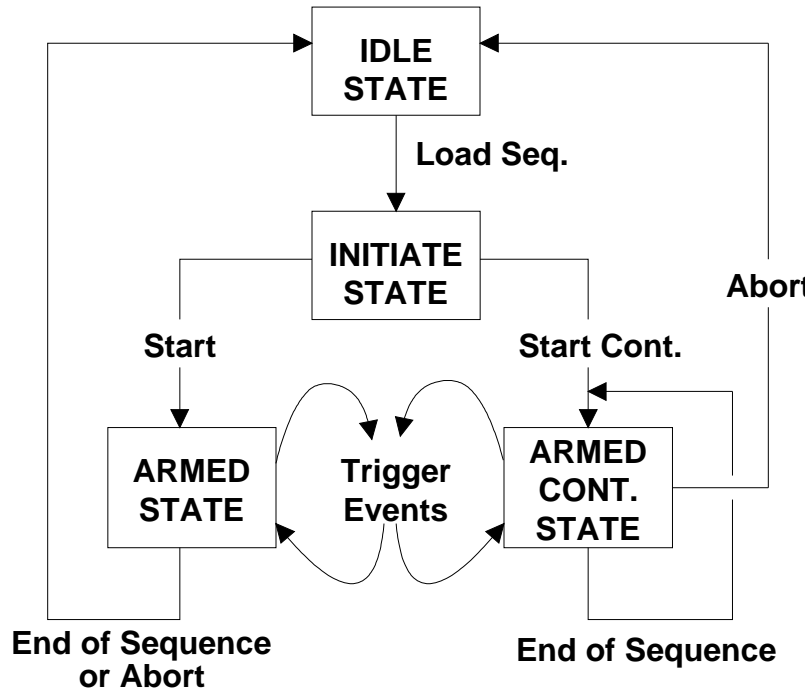 IDLE
STATE
Load Seq.
INITIATE
STATE
Abort
Start
Start Cont.
ARMED
STATE
Trigger
Events
ARMED
CONT.
STATE
End of Sequence
or Abort
End of Sequence